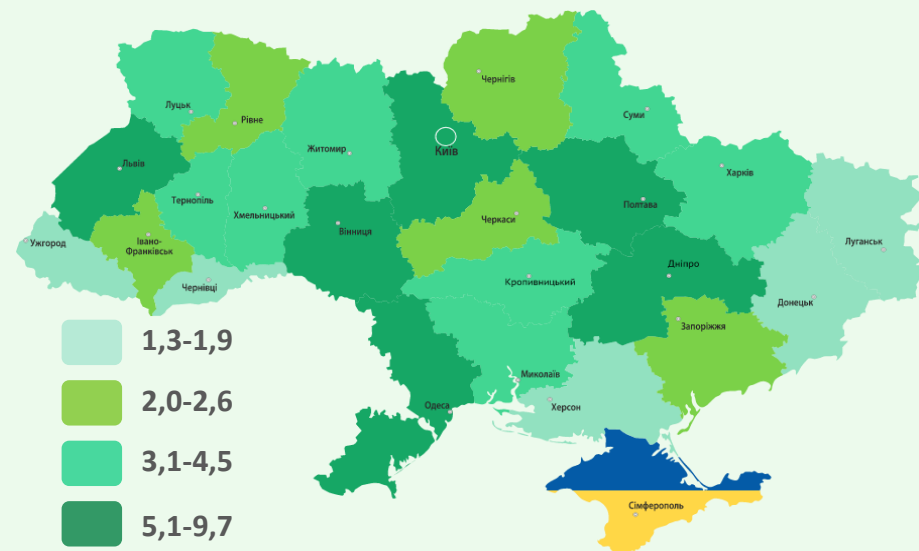 Чернігів
Луцьк
Рівне
Суми
Житомир
Київ
Львів
Харків
Тернопіль
Хмельницький
Полтава
Черкаси
Вінниця
Ужгород
Івано-
Франківськ
Луганськ
Дніпро
Чернівці
Кропивницький
Донецьк
Запоріжжя
1,3-1,9
Миколаїв
2,0-2,6
Одеса
Херсон
3,1-4,5
Сімферополь
5,1-9,7